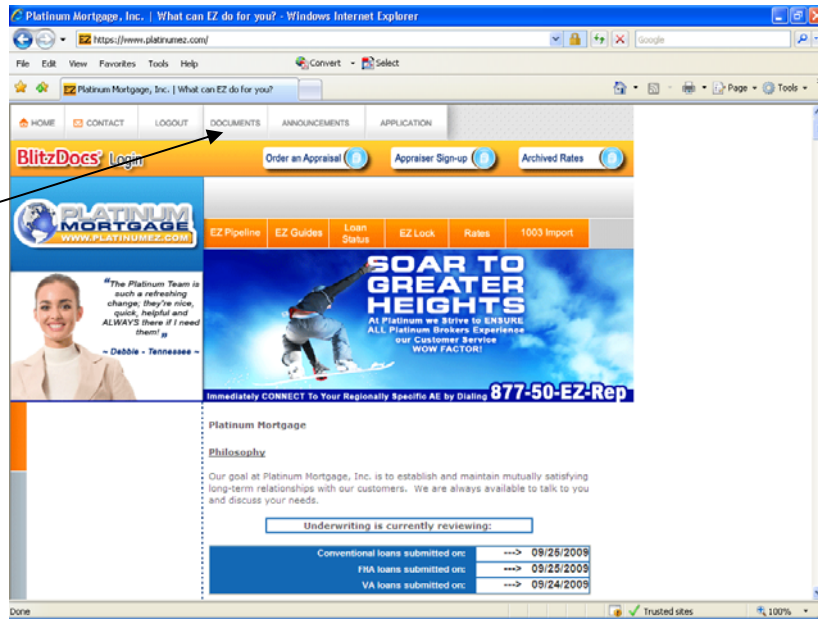 Platinum Mortgage, Inc. | What can EZ do for you? - Windows Internet Explorer
EZ https://www.platinumez.com/
Google
File Edit View Favorites Tools Help
Convert Select
EZ Platinum Mortgage, Inc. | What can EZ do for you?
Page Tools
HOME CONTACT LOGOUT DOCUMENTS ANNOUNCEMENTS APPLICATION
BlitzDocs® Login
Order an Appraisal Appraiser Sign-up Archived Rates
PLATINUM
MORTGAGE
WWW.PLATINUMEZ.COM
EZ Pipeline EZ Guides Loan Status EZ Lock Rates 1003 Import
"The Platinum Team is
such a refreshing
change; they're nice,
quick, helpful and
ALWAYS there if I need
them!"
~ Debbie - Tennessee ~
SOAR TO
GREATER
HEIGHTS
At Platinum we Strive to ENSURE
ALL Platinum Brokers Experience
our Customer Service
WOW FACTOR!
Immediately CONNECT To Your Regionally Specific AE by Dialing 877-50-EZ-Rep
Platinum Mortgage
Philosophy
Our goal at Platinum Mortgage, Inc. is to establish and maintain mutually satisfying
long-term relationships with our customers. We are always available to talk to you
and discuss your needs.
Underwriting is currently reviewing:
Conventional loans submitted on: ---> 09/25/2009
FHA loans submitted on: ---> 09/25/2009
VA loans submitted on: ---> 09/24/2009
Done
Trusted sites
100%